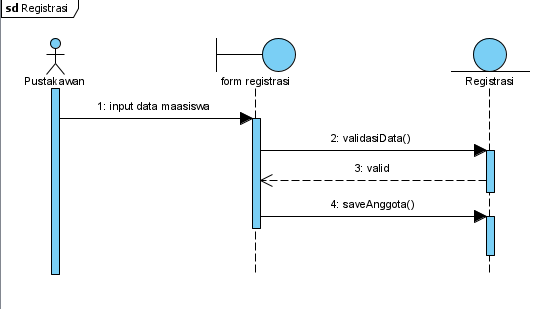 sd Registrasi
Pustakawan
form registrasi
Registrasi
1: input data maasiswa
2: validasiData()
3: valid
4: saveAnggota()